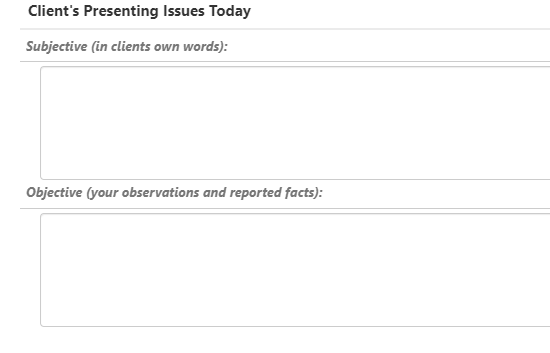 Client's Presenting Issues Today
Subjective (in clients own words):
Objective (your observations and reported facts):